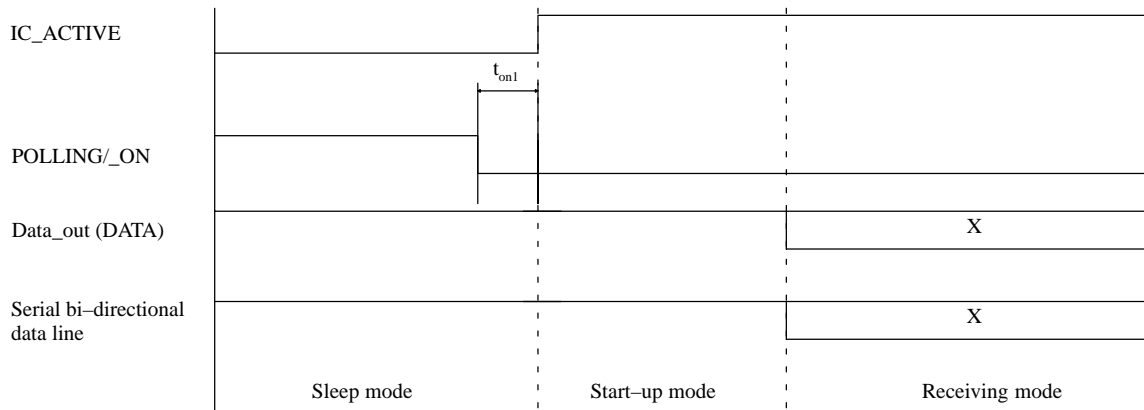 IC_ACTIVE
t_on1
POLLING/_ON
Data_out (DATA)
X
Serial bi–directional
data line
X
Sleep mode
Start–up mode
Receiving mode